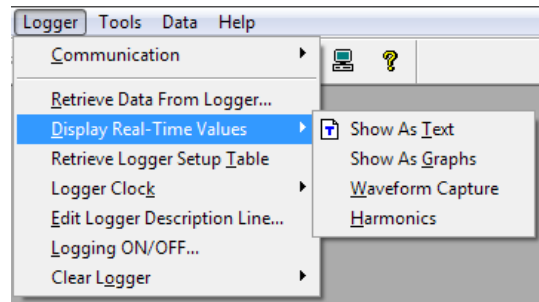 Logger Tools Data Help
Communication
Retrieve Data From Logger...
Display Real-Time Values
Retrieve Logger Setup Table
Logger Clock
Edit Logger Description Line...
Logging ON/OFF...
Clear Logger
T Show As Text
Show As Graphs
Waveform Capture
Harmonics